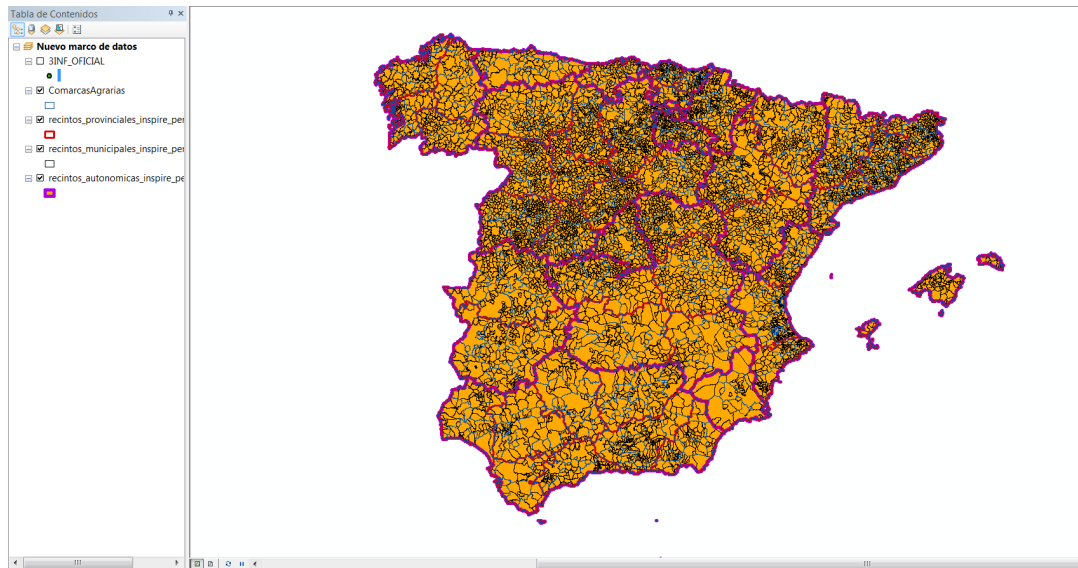 Tabla de Contenidos
Nuevo marco de datos
3INF_OFICIAL
ComarcasAgrarias
recintos_provinciales_inspire_per
recintos_municipales_inspire_per
recintos_autonomicas_inspire_pe